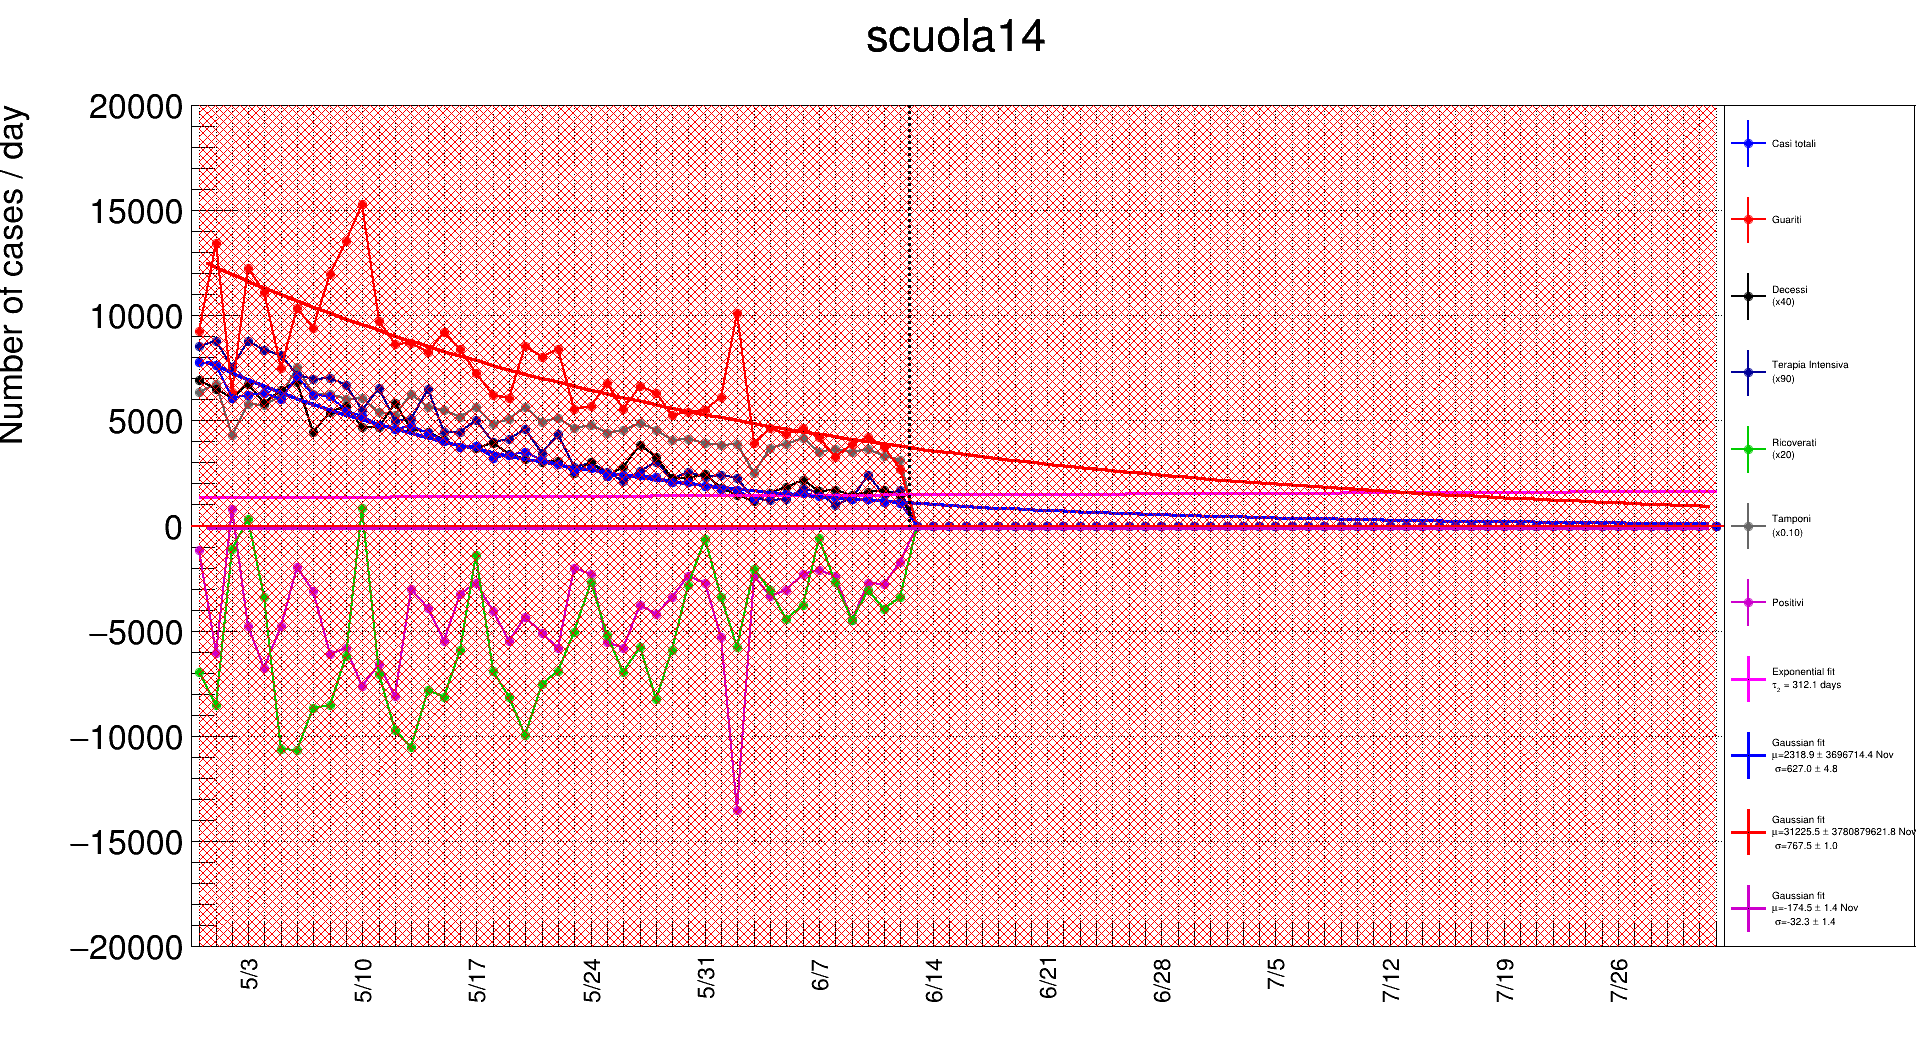 scuola14
Number of cases / day
20000
15000
10000
5000
0
−5000
−10000
−15000
−20000
5/3
5/10
5/17
5/24
5/31
6/7
6/14
6/21
6/28
7/5
7/12
7/19
7/26
Casi totali
Guariti
Decessi
(x40)
Terapia Intensiva
(x90)
Ricoverati
(x20)
Tamponi
(x0.10)
Positivi
Exponential fit
τ₂ = 312.1 days
Gaussian fit
μ=2318.9 ± 3696714.4 Nov
σ=627.0 ± 4.8
Gaussian fit
μ=31225.5 ± 3780879621.8 Nov
σ=767.5 ± 1.0
Gaussian fit
μ=-174.5 ± 1.4 Nov
σ=-32.3 ± 1.4